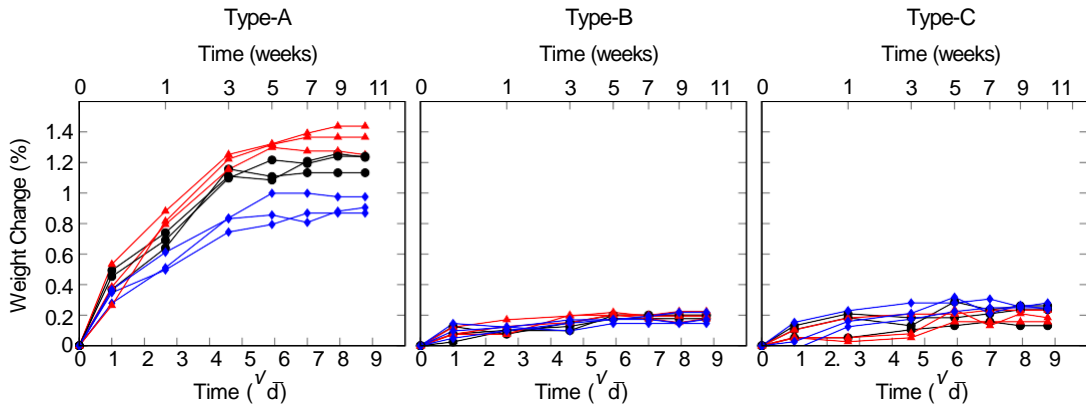 Type-A Type-B Type-C
Time (weeks) Time (weeks) Time (weeks)
0 1 3 5 7 9 11 0 1 3 5 7 9 11 0 1 3 5 7 9 11
1.4
1.2
1
0.8
0.6
0.4
0.2
0
Weight Change (%)
0 1 2 3 4 5 6 7 8 9 0 1 2 3 4 5 6 7 8 9 0 1 2. 3 4 5 6 7 8 9
Time (√d̅) Time (√d̅) Time (√d̅)